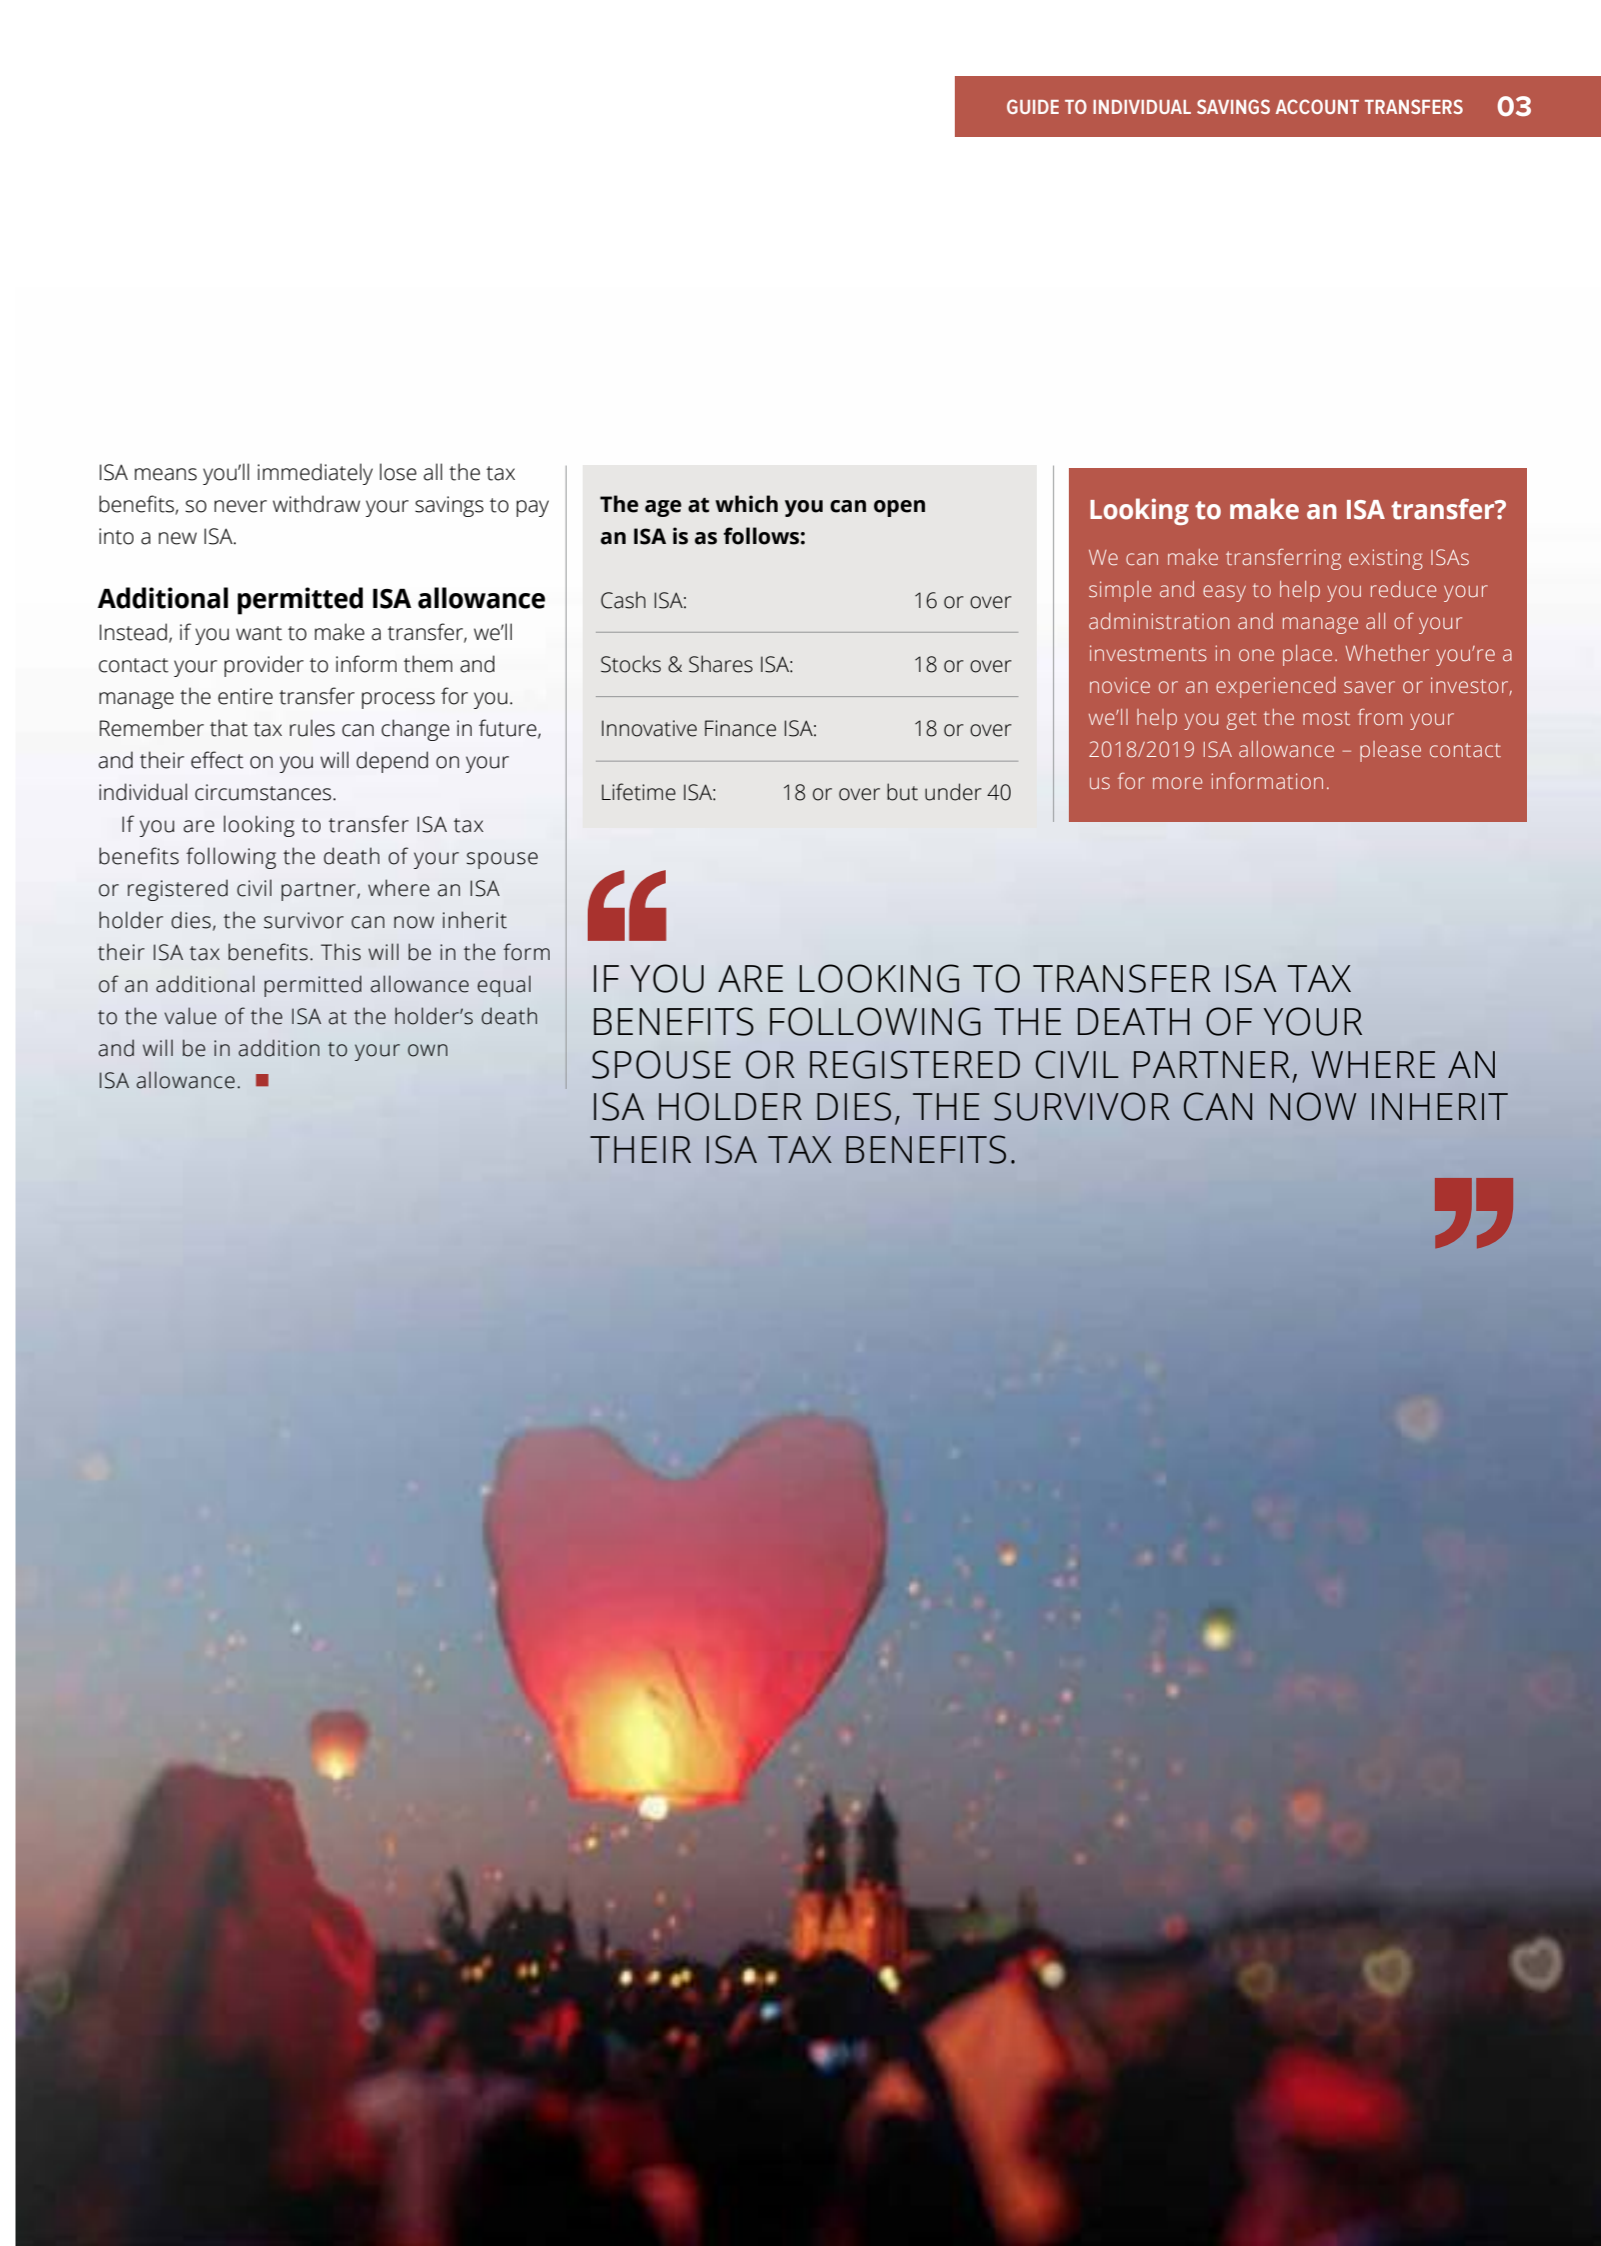 GUIDE TO INDIVIDUAL SAVINGS ACCOUNT TRANSFERS 03
ISA means you’ll immediately lose all the tax
benefits, so never withdraw your savings to pay
into a new ISA.
Additional permitted ISA allowance
Instead, if you want to make a transfer, we’ll
contact your provider to inform them and
manage the entire transfer process for you.
Remember that tax rules can change in future,
and their effect on you will depend on your
individual circumstances.
If you are looking to transfer ISA tax
benefits following the death of your spouse
or registered civil partner, where an ISA
holder dies, the survivor can now inherit
their ISA tax benefits. This will be in the form
of an additional permitted allowance equal
to the value of the ISA at the holder’s death
and will be in addition to your own
ISA allowance. ■
The age at which you can open
an ISA is as follows:
Cash ISA: 16 or over
Stocks & Shares ISA: 18 or over
Innovative Finance ISA: 18 or over
Lifetime ISA: 18 or over but under 40
Looking to make an ISA transfer?
We can make transferring existing ISAs
simple and easy to help you reduce your
administration and manage all of your
investments in one place. Whether you’re a
novice or an experienced saver or investor,
we’ll help you get the most from your
2018/2019 ISA allowance – please contact
us for more information.
“
IF YOU ARE LOOKING TO TRANSFER ISA TAX
BENEFITS FOLLOWING THE DEATH OF YOUR
SPOUSE OR REGISTERED CIVIL PARTNER, WHERE AN
ISA HOLDER DIES, THE SURVIVOR CAN NOW INHERIT
THEIR ISA TAX BENEFITS.
”